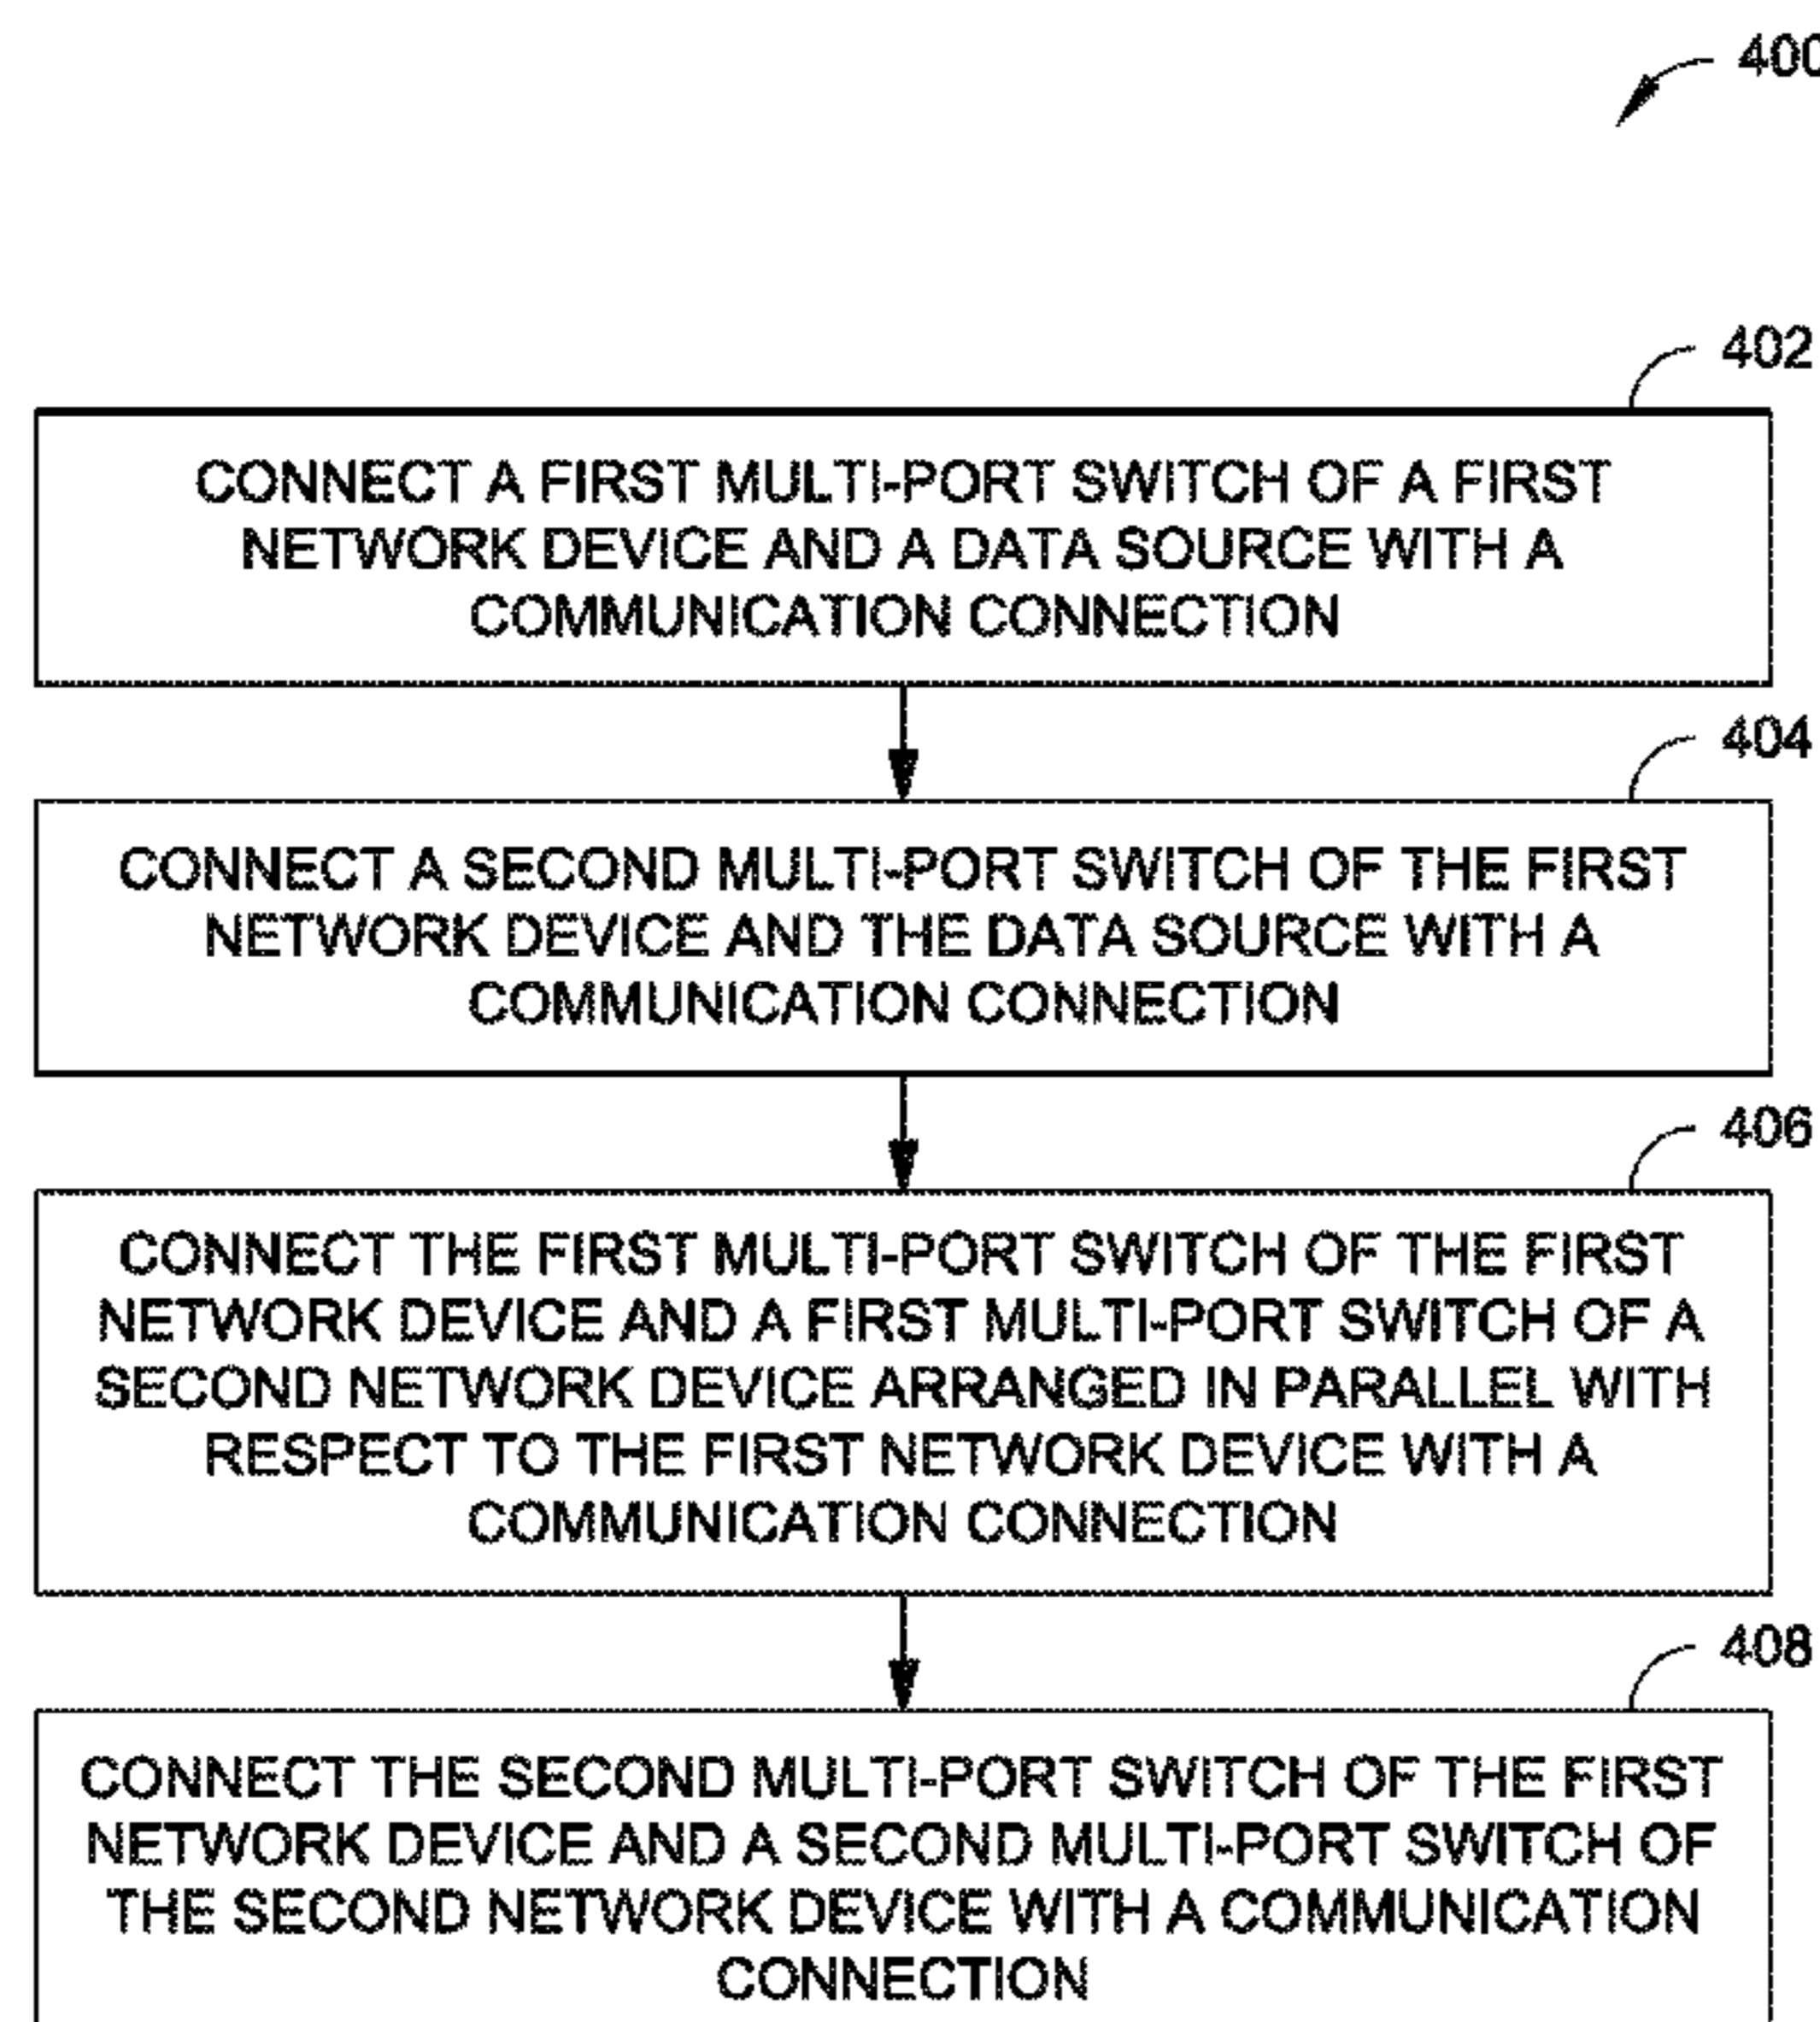 400
402
CONNECT A FIRST MULTI-PORT SWITCH OF A FIRST
NETWORK DEVICE AND A DATA SOURCE WITH A
COMMUNICATION CONNECTION
404
CONNECT A SECOND MULTI-PORT SWITCH OF THE FIRST
NETWORK DEVICE AND THE DATA SOURCE WITH A
COMMUNICATION CONNECTION
406
CONNECT THE FIRST MULTI-PORT SWITCH OF THE FIRST
NETWORK DEVICE AND A FIRST MULTI-PORT SWITCH OF A
SECOND NETWORK DEVICE ARRANGED IN PARALLEL WITH
RESPECT TO THE FIRST NETWORK DEVICE WITH A
COMMUNICATION CONNECTION
408
CONNECT THE SECOND MULTI-PORT SWITCH OF THE FIRST
NETWORK DEVICE AND A SECOND MULTI-PORT SWITCH OF
THE SECOND NETWORK DEVICE WITH A COMMUNICATION
CONNECTION